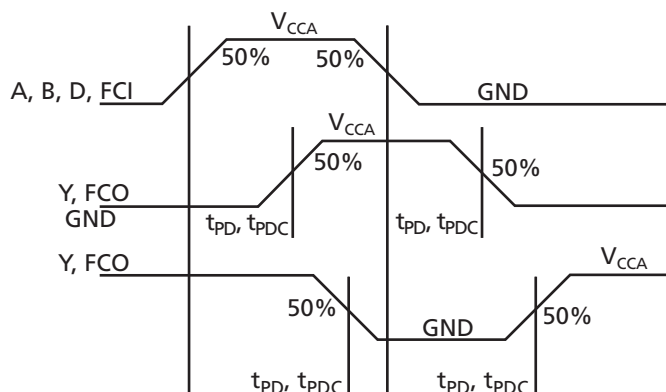 V_CCA
50% 50%
A, B, D, FCI
GND
V_CCA
50% 50%
Y, FCO
GND
t_PD, t_PDC t_PD, t_PDC
Y, FCO
V_CCA
50% GND 50%
t_PD, t_PDC t_PD, t_PDC